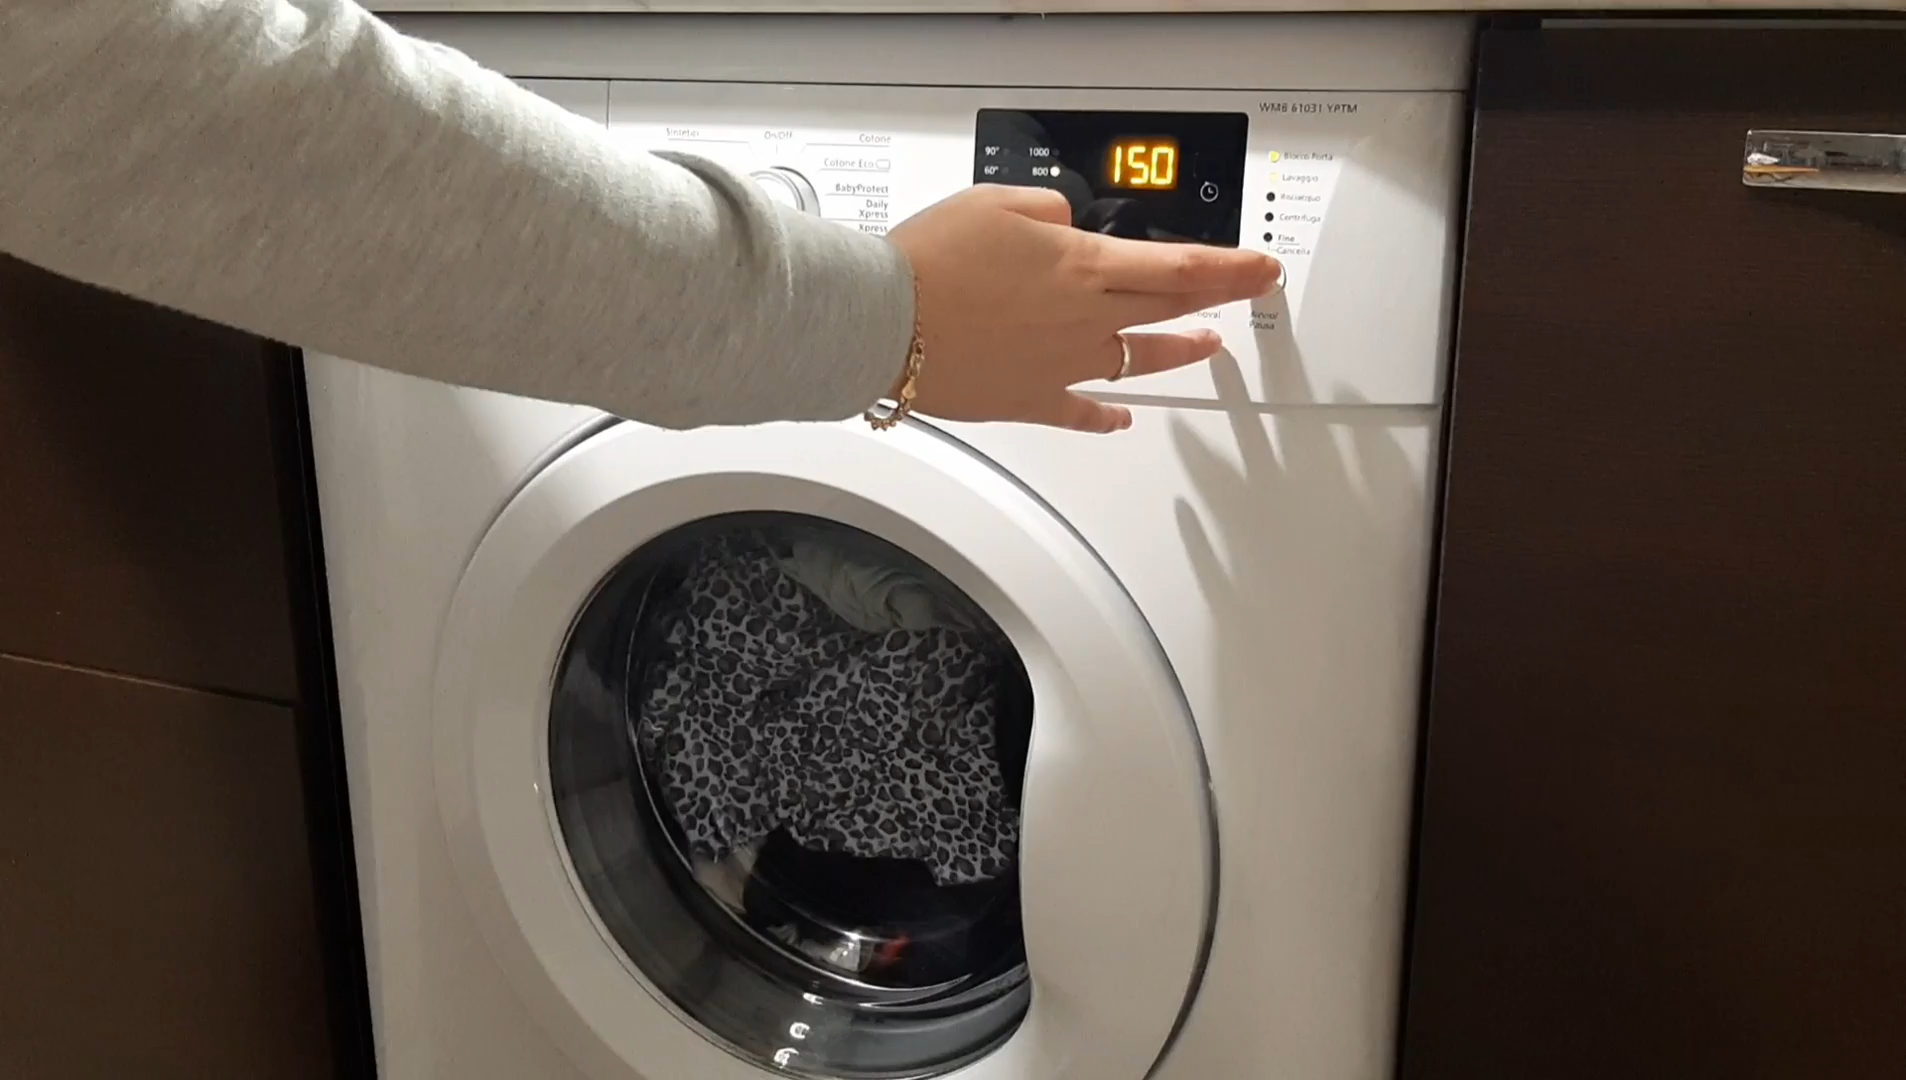 WMB 61031 YPTM
Sintetici
On/Off
Cotone
Cotone Eco
BabyProtect
Daily
Xpress
Xpress
90°
1000
60°
800
150
Blocco Porta
Lavaggio
Risciacquo
Centrifuga
Fine
Cancella
Avvio/
Pausa